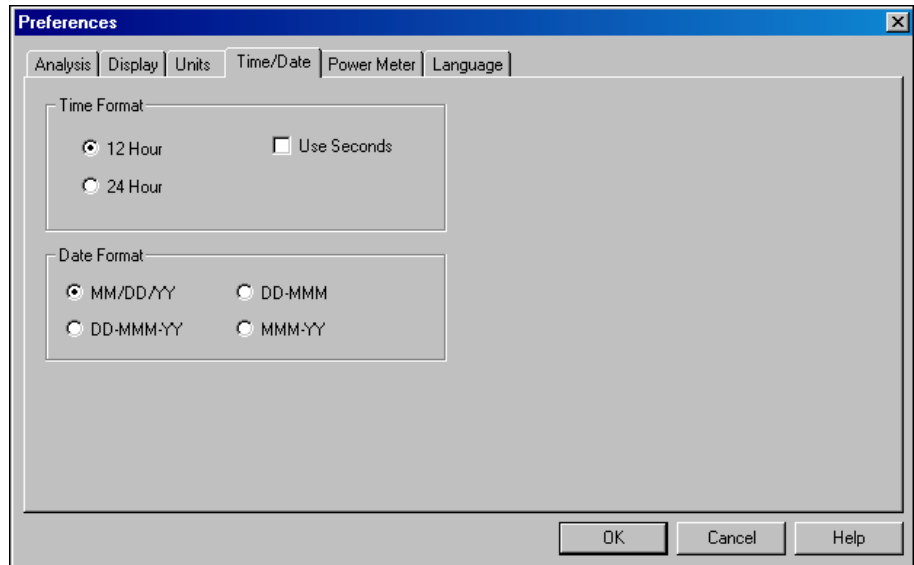 Preferences
Analysis Display Units Time/Date Power Meter Language
Time Format
12 Hour Use Seconds
24 Hour
Date Format
MM/DD/YY DD-MMM
DD-MMM-YY MMM-YY
OK Cancel Help